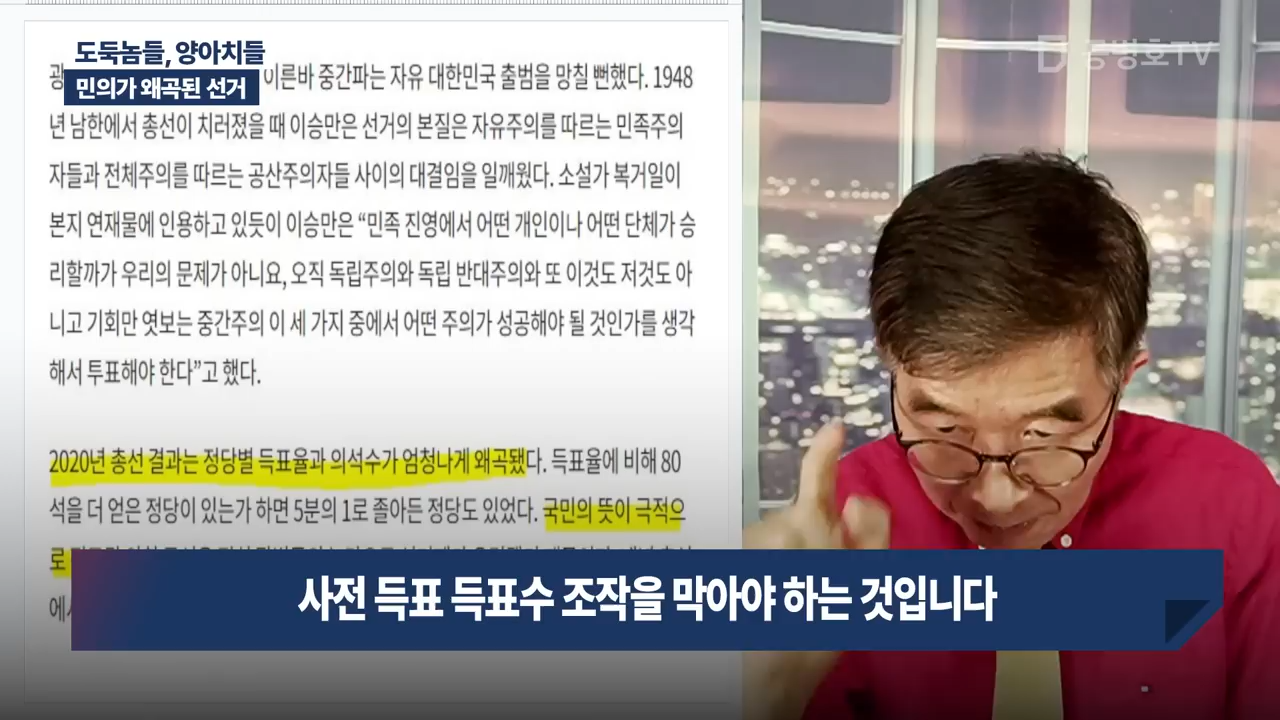 도둑놈들, 양아치들
민의가 왜곡된 선거
공병호TV
이른바 중간파는 자유 대한민국 출범을 망칠 뻔했다. 1948
년 남한에서 총선이 치러졌을 때 이승만은 선거의 본질은 자유주의를 따르는 민족주의
자들과 전체주의를 따르는 공산주의자들 사이의 대결임을 일깨웠다. 소설가 복거일이
본지 연재물에 인용하고 있듯이 이승만은 “민족 진영에서 어떤 개인이나 어떤 단체가 승
리할까가 우리의 문제가 아니요, 오직 독립주의와 독립 반대주의와 또 이것도 저것도 아
니고 기회만 엿보는 중간주의 이 세 가지 중에서 어떤 주의가 성공해야 될 것인가를 생각
해서 투표해야 한다”고 했다.
2020년 총선 결과는 정당별 득표율과 의석수가 엄청나게 왜곡됐다. 득표율에 비해 80
석을 더 얻은 정당이 있는가 하면 5분의 1로 졸아든 정당도 있었다. 국민의 뜻이 극적으
로
사전 득표 득표수 조작을 막아야 하는 것입니다